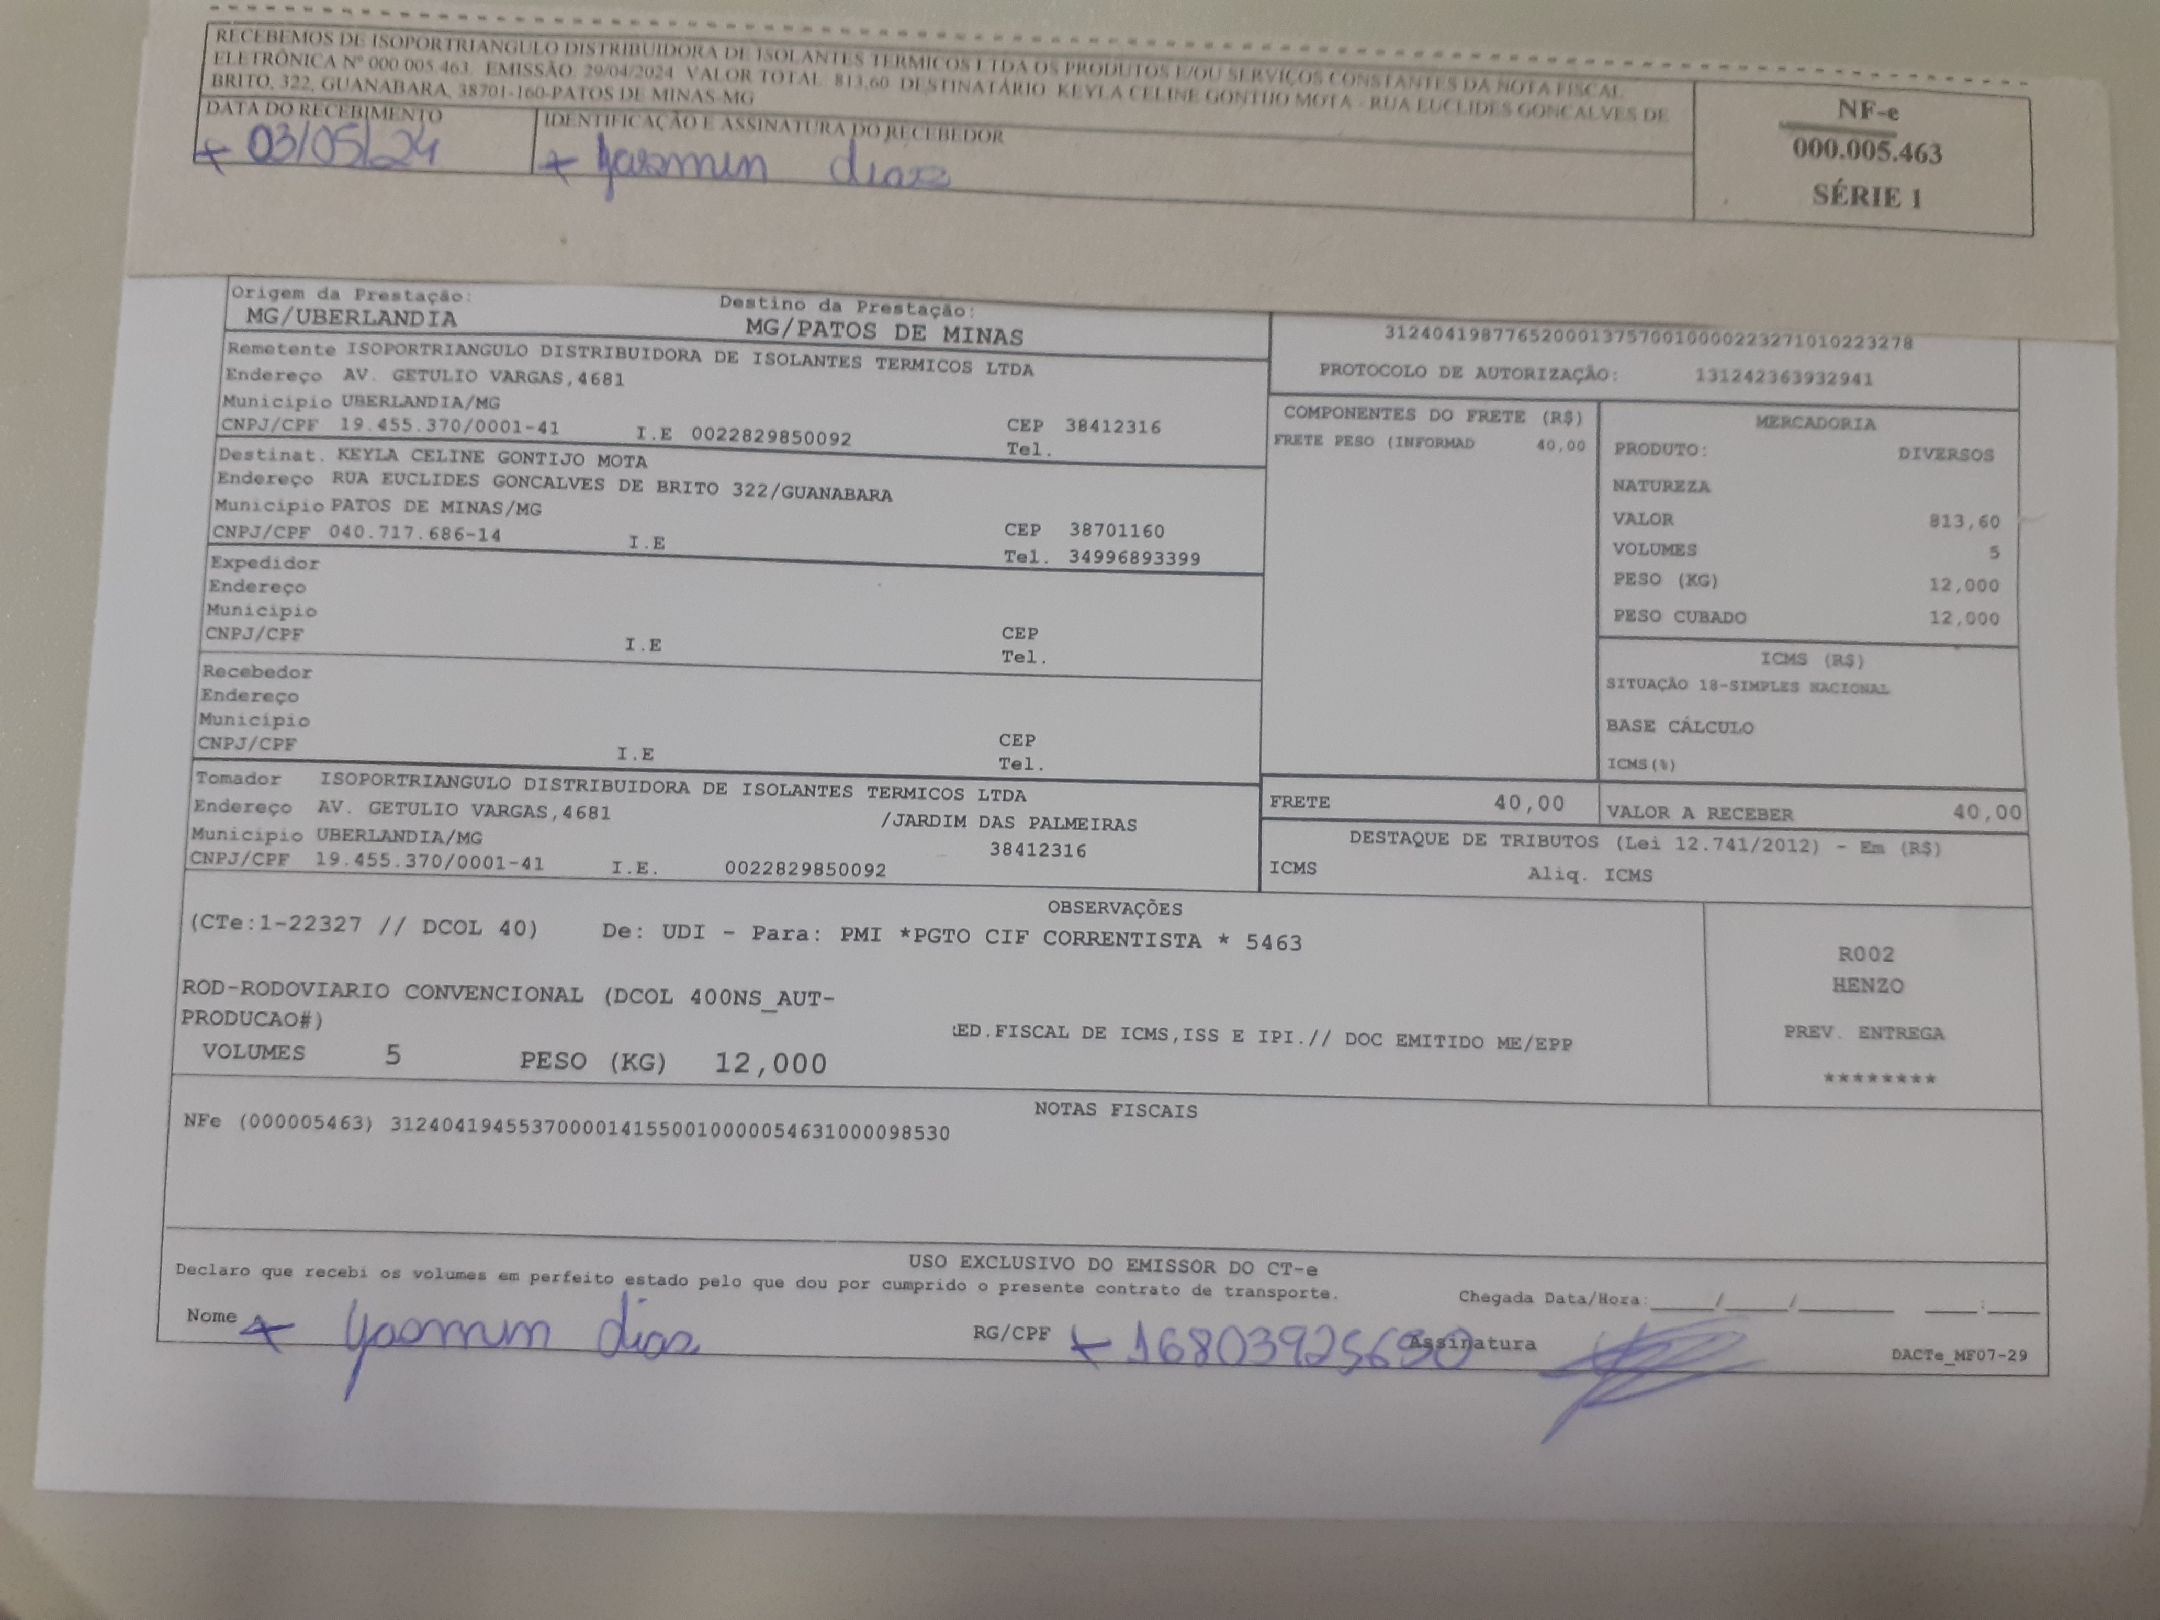 RECEBEMOS DE ISOPORTRIANGULO DISTRIBUIDORA DE ISOLANTES TERMICOS LTDA OS PRODUTOS E/OU SERVIÇOS CONSTANTES DA NOTA FISCAL
ELETRÔNICA Nº 000.005.463. EMISSÃO: 29/04/2024 VALOR TOTAL: 813,60 DESTINATÁRIO: KEYLA CELINE GONTIJO MOTA - RUA EUCLIDES GONCALVES DE
BRITO, 322, GUANABARA, 38701-160-PATOS DE MINAS-MG
DATA DO RECEBIMENTO
03/05/24
IDENTIFICAÇÃO E ASSINATURA DO RECEBEDOR
Yasmin dias
NF-e
000.005.463
SÉRIE 1
Origem da Prestação:
MG/UBERLANDIA
Destino da Prestação:
MG/PATOS DE MINAS
Remetente ISOPORTRIANGULO DISTRIBUIDORA DE ISOLANTES TERMICOS LTDA
Endereço AV. GETULIO VARGAS,4681
Municipio UBERLANDIA/MG
CNPJ/CPF 19.455.370/0001-41 I.E 0022829850092 CEP 38412316
Tel.
Destinat. KEYLA CELINE GONTIJO MOTA
Endereço RUA EUCLIDES GONCALVES DE BRITO 322/GUANABARA
Municipio PATOS DE MINAS/MG
CNPJ/CPF 040.717.686-14 I.E CEP 38701160
Tel. 34996893399
Expedidor
Endereço
Municipio
CNPJ/CPF I.E CEP
Tel.
Recebedor
Endereço
Municipio
CNPJ/CPF I.E CEP
Tel.
Tomador ISOPORTRIANGULO DISTRIBUIDORA DE ISOLANTES TERMICOS LTDA
Endereço AV. GETULIO VARGAS,4681 /JARDIM DAS PALMEIRAS
Municipio UBERLANDIA/MG 38412316
CNPJ/CPF 19.455.370/0001-41 I.E. 0022829850092
31240419877652000137570010000223271010223278
PROTOCOLO DE AUTORIZAÇÃO: 131242363932941
COMPONENTES DO FRETE (R$)
FRETE PESO (INFORMAD 40,00
MERCADORIA
PRODUTO: DIVERSOS
NATUREZA
VALOR 813,60
VOLUMES 5
PESO (KG) 12,000
PESO CUBADO 12,000
ICMS (R$)
SITUAÇÃO 18-SIMPLES NACIONAL
BASE CÁLCULO
ICMS(%)
FRETE 40,00
VALOR A RECEBER 40,00
DESTAQUE DE TRIBUTOS (Lei 12.741/2012) - Em (R$)
ICMS Aliq. ICMS
OBSERVAÇÕES
(CTe:1-22327 // DCOL 40) De: UDI - Para: PMI *PGTO CIF CORRENTISTA * 5463
ROD-RODOVIARIO CONVENCIONAL (DCOL 400NS_AUT-
PRODUCAO#)
ED.FISCAL DE ICMS,ISS E IPI.// DOC EMITIDO ME/EPP
VOLUMES 5 PESO (KG) 12,000
R002
HENZO
PREV. ENTREGA
********
NOTAS FISCAIS
NFe (000005463) 31240419455370000141550010000054631000098530
USO EXCLUSIVO DO EMISSOR DO CT-e
Declaro que recebi os volumes em perfeito estado pelo que dou por cumprido o presente contrato de transporte.
Chegada Data/Hora:____/____/______ ___:___
Nome Yasmin dias RG/CPF Assinatura
DACTe_MF07-29